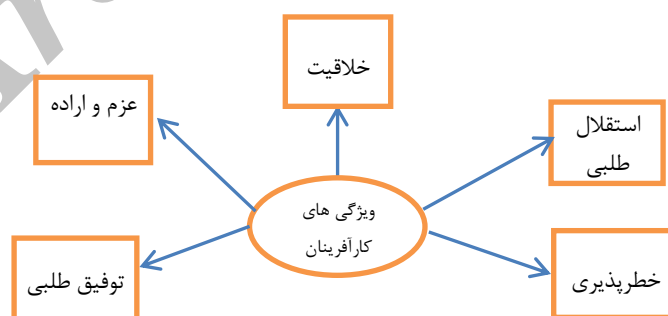 خلاقیت
عزم و اراده
استقلال
طلبی
ویژگی های
کارآفرینان
توفیق طلبی
خطرپذیری